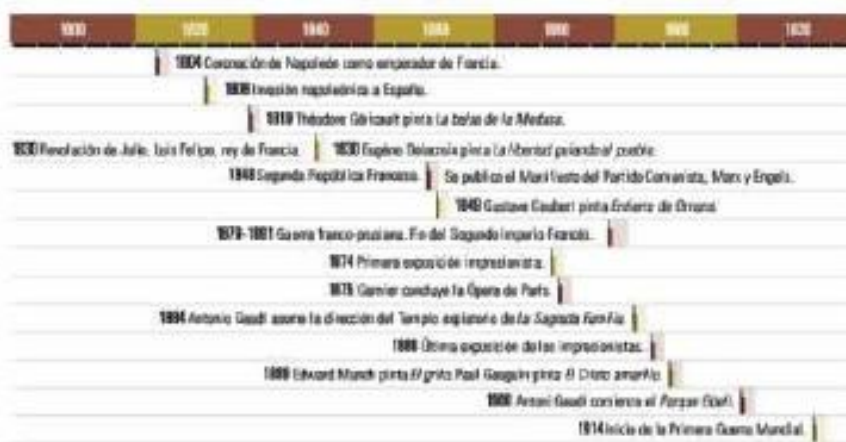 1800 1820 1840 1860 1880 1900 1920
1804 Coronación de Napoleón como emperador de Francia.
1808 Invasión napoleónica a España.
1819 Théodore Géricault pinta La balsa de la Medusa.
1830 Revolución de Julio. Luis Felipe, rey de Francia. 1830 Eugène Delacroix pinta La libertad guiando al pueblo.
1848 Segunda República Francesa. Se publica el Manifiesto del Partido Comunista, Marx y Engels.
1849 Gustave Courbet pinta Entierro de Ornans.
Guerra franco-prusiana. Fin del Segundo Imperio Francés.
1874 Primera exposición impresionista.
1875 Garnier concluye la Ópera de París.
1884 Antonio Gaudí asume la dirección del Templo expiatorio de la Sagrada Familia.
1886 Última exposición de los impresionistas.
Edward Munch pinta El grito. Paul Gauguin pinta El Cristo amarillo.
1900 Antoni Gaudí comienza el Parque Güell.
1914 Inicio de la Primera Guerra Mundial.